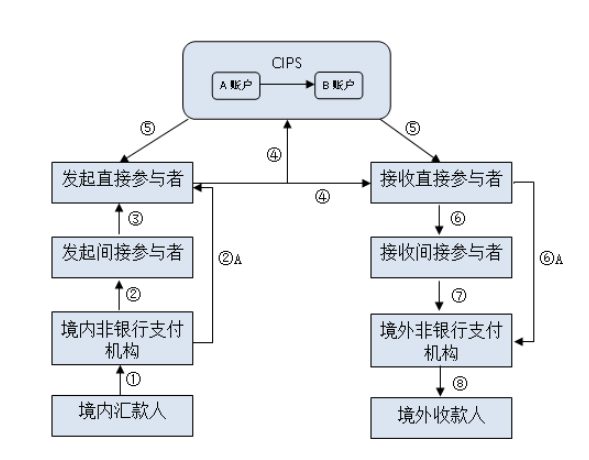 CIPS
A 账户
B 账户
⑤
⑤
④
发起直接参与者
接收直接参与者
④
③
⑥
发起间接参与者
②A
接收间接参与者
⑥A
②
⑦
境内非银行支付
机构
境外非银行支付
机构
①
⑧
境内汇款人
境外收款人